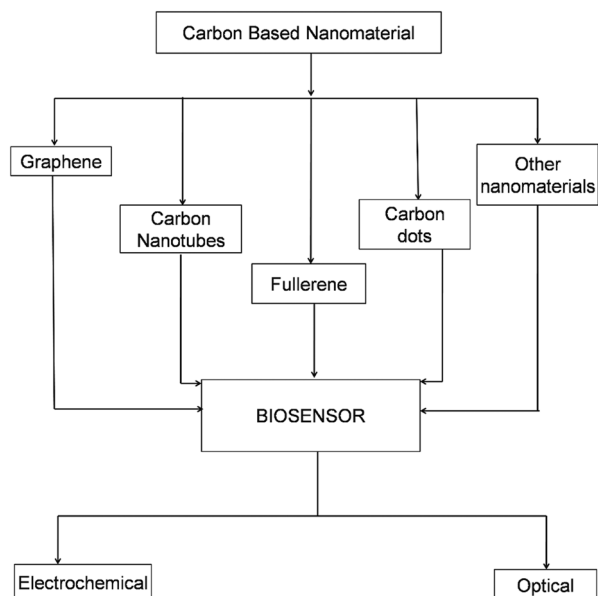 Carbon Based Nanomaterial
Graphene
Carbon
Nanotubes
Fullerene
Carbon
dots
Other
nanomaterials
BIOSENSOR
Electrochemical
Optical